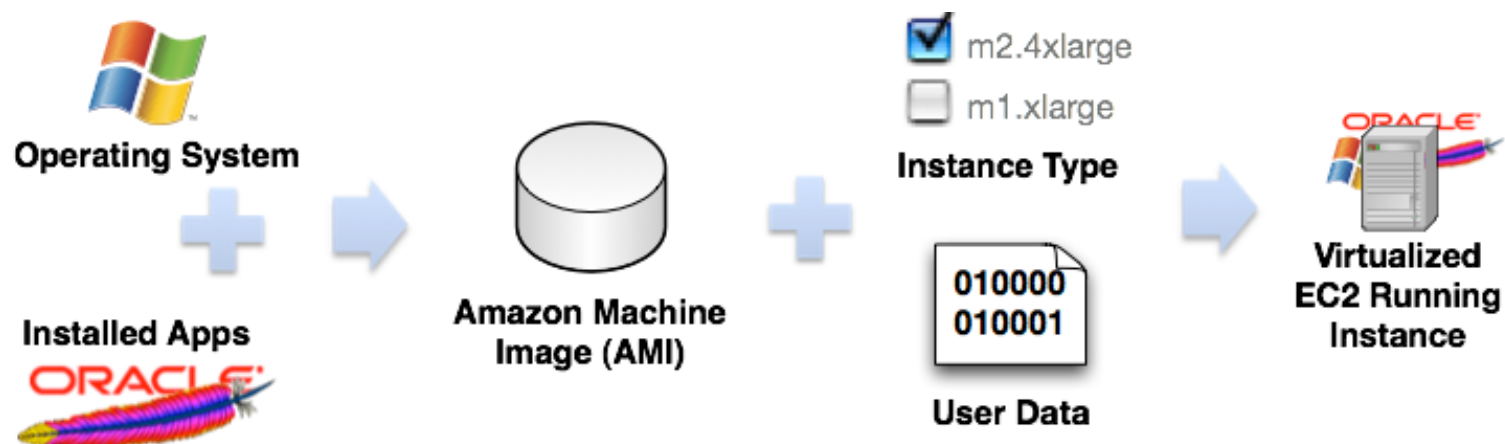 Operating System
Installed Apps
ORACLE
Amazon Machine
Image (AMI)
m2.4xlarge
m1.xlarge
Instance Type
010000
010001
User Data
ORACLE
Virtualized
EC2 Running
Instance